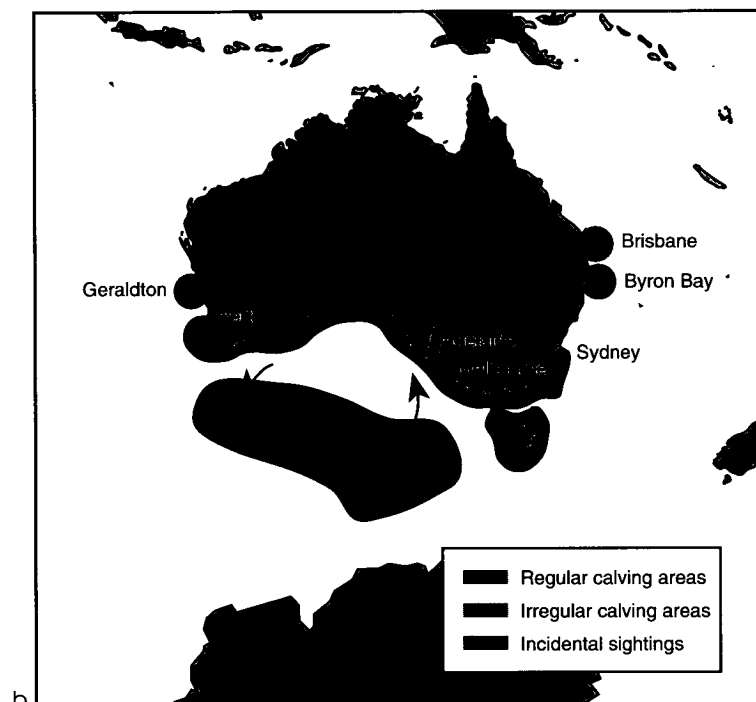 Brisbane
Geraldton
Byron Bay
Sydney
Regular calving areas
Irregular calving areas
Incidental sightings
b